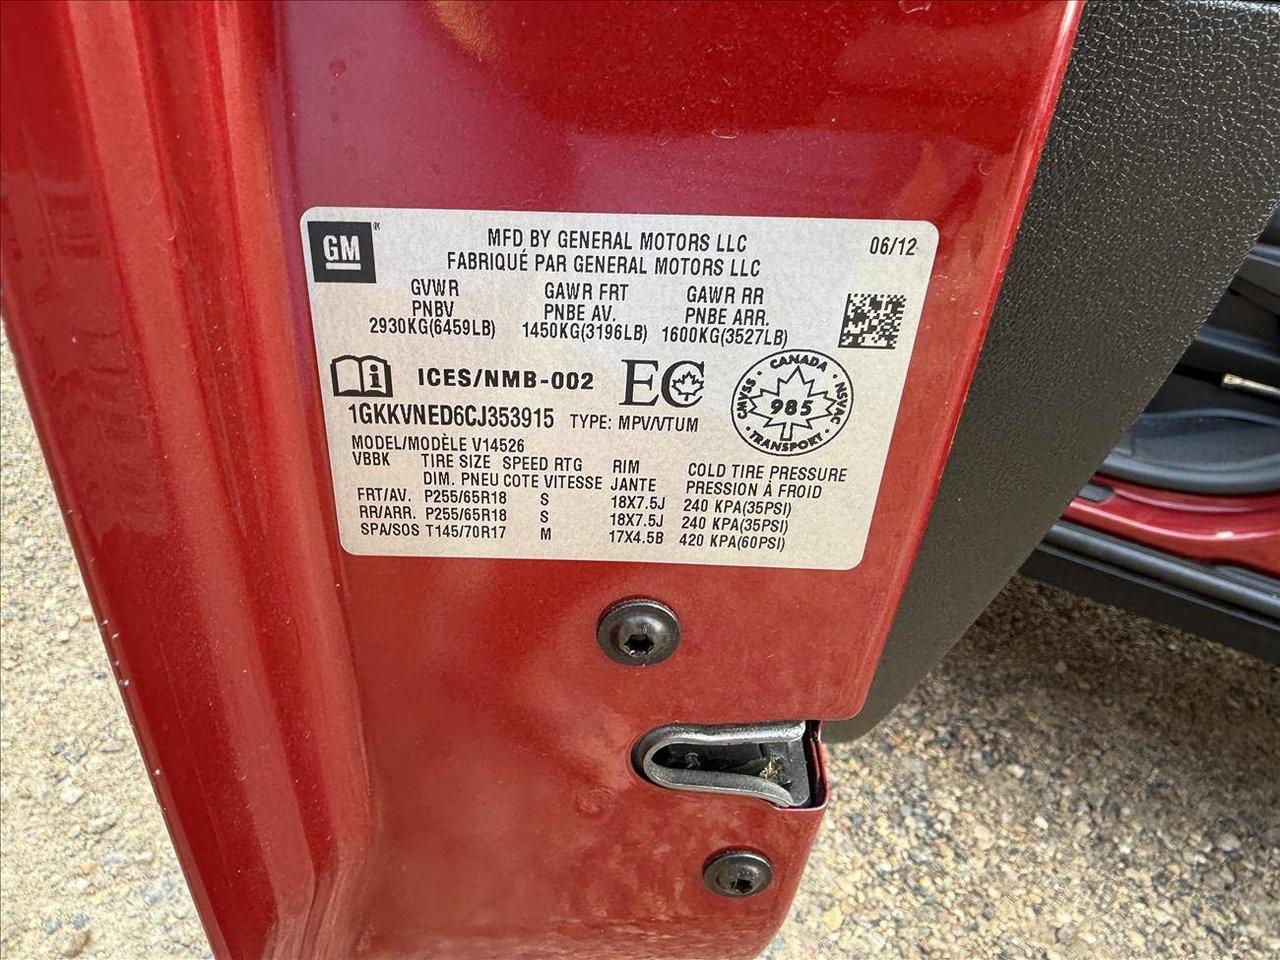 GM
MFD BY GENERAL MOTORS LLC 06/12
FABRIQUÉ PAR GENERAL MOTORS LLC
GVWR GAWR FRT GAWR RR
PNBV PNBE AV. PNBE ARR.
2930KG(6459LB) 1450KG(3196LB) 1600KG(3527LB)
i ICES/NMB-002 EC CANADA CMVSS NSVAC 985 TRANSPORT
1GKKVNED6CJ353915 TYPE: MPV/VTUM
MODEL/MODÈLE V14526
VBBK TIRE SIZE SPEED RTG RIM COLD TIRE PRESSURE
DIM. PNEU COTE VITESSE JANTE PRESSION À FROID
FRT/AV. P255/65R18 S 18X7.5J 240 KPA(35PSI)
RR/ARR. P255/65R18 S 18X7.5J 240 KPA(35PSI)
SPA/SOS T145/70R17 M 17X4.5B 420 KPA(60PSI)